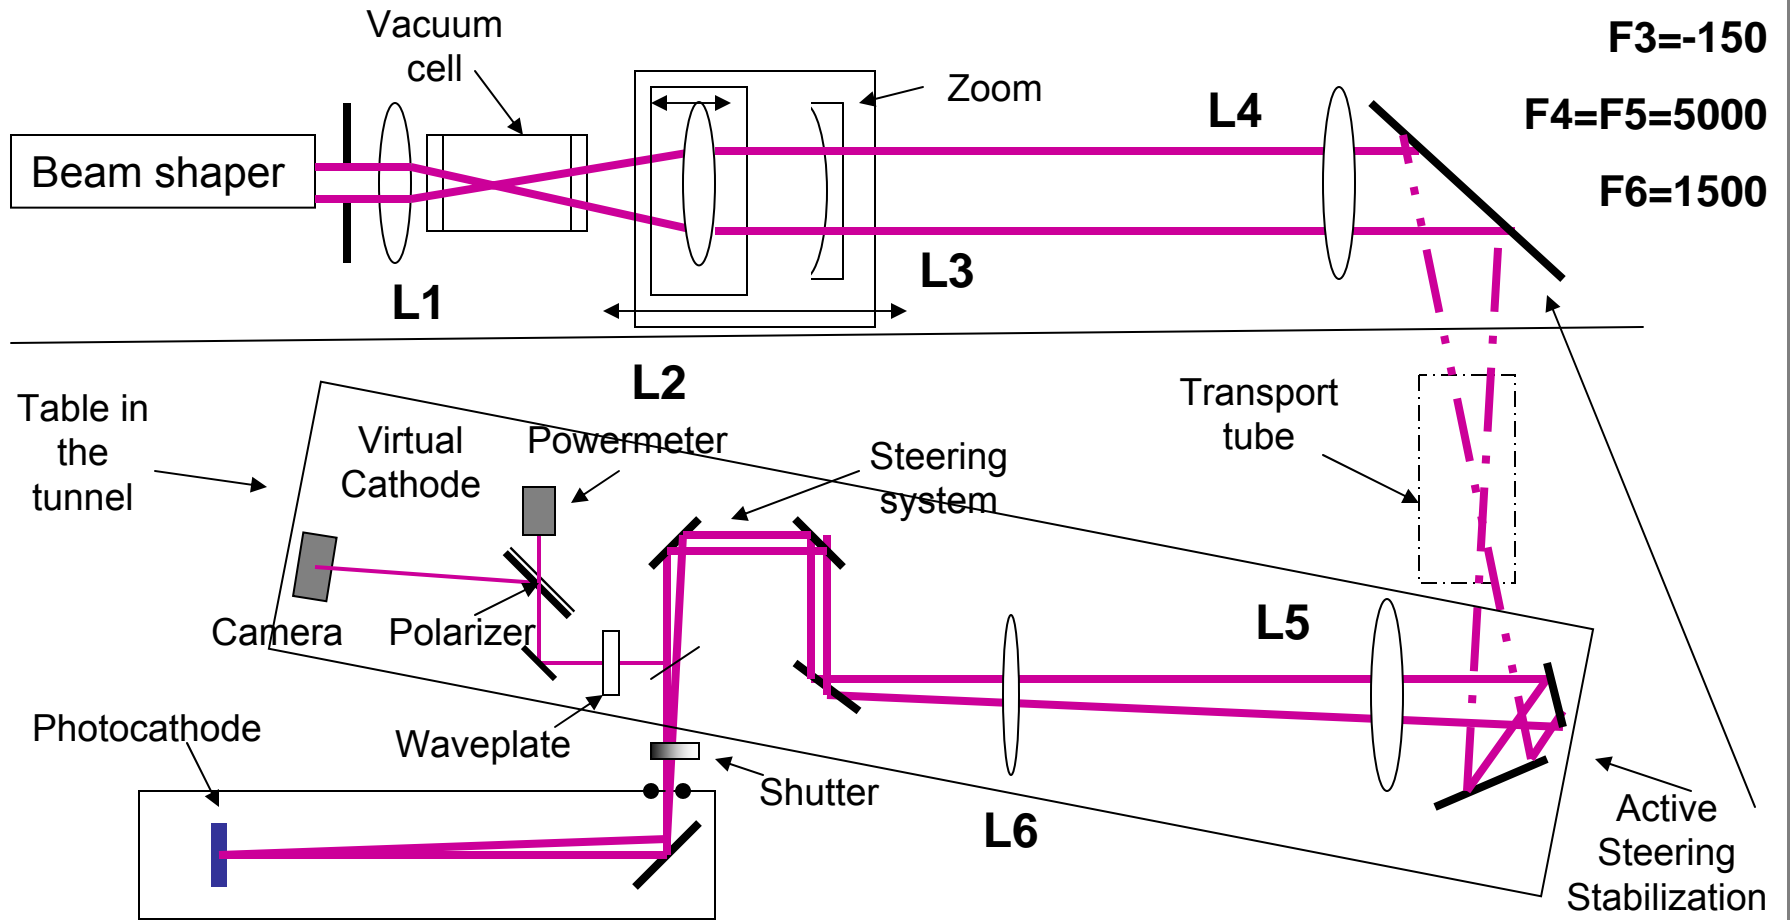 Vacuum
cell
Zoom
L4
F3=-150
F4=F5=5000
F6=1500
Beam shaper
L1
L3
L2
Table in
the
tunnel
Virtual
Cathode
Powermeter
Steering
system
Transport
tube
Camera
Polarizer
L5
Photocathode
Waveplate
Shutter
L6
Active
Steering
Stabilization